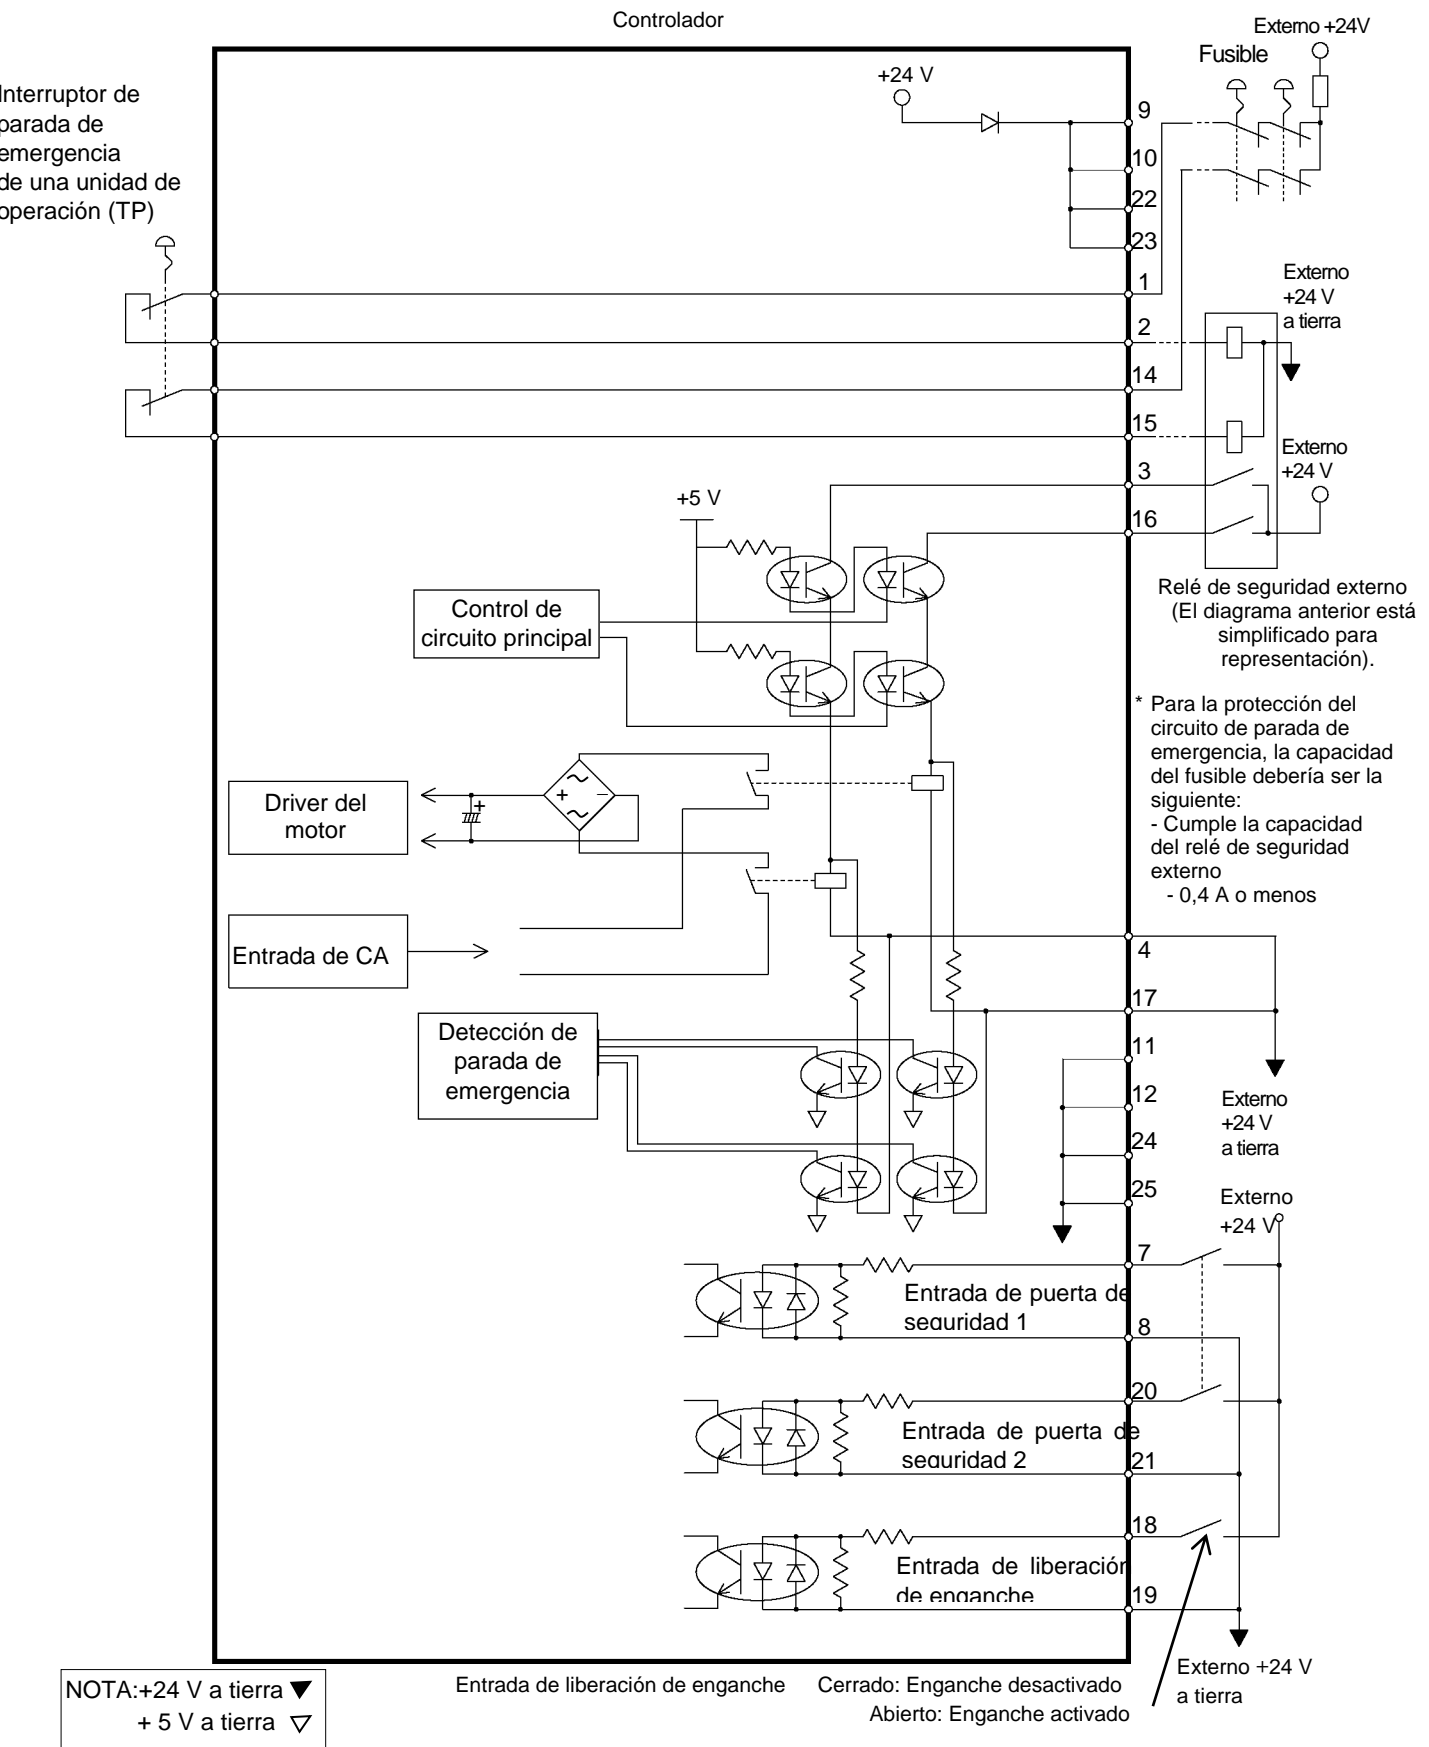 Controlador
Externo +24V
Fusible
+24 V
Interruptor de
parada de
emergencia
de una unidad de
operación (TP)
9
10
22
23
1
2
14
15
3
16
Externo
+24 V
a tierra
Externo
+24 V
+5 V
Relé de seguridad externo
(El diagrama anterior está
simplificado para
representación).
Control de
circuito principal
* Para la protección del
circuito de parada de
emergencia, la capacidad
del fusible debería ser la
siguiente:
- Cumple la capacidad
del relé de seguridad
externo
- 0,4 A o menos
Driver del
motor
+
+
−
Entrada de CA
4
17
Detección de
parada de
emergencia
11
12
24
25
Externo
+24 V
a tierra
Externo
+24 V
7
Entrada de puerta de
seguridad 1
8
20
Entrada de puerta de
seguridad 2
21
18
Entrada de liberación
de enganche
19
Externo +24 V
a tierra
Entrada de liberación de enganche Cerrado: Enganche desactivado
Abierto: Enganche activado
NOTA:+24 V a tierra
+ 5 V a tierra